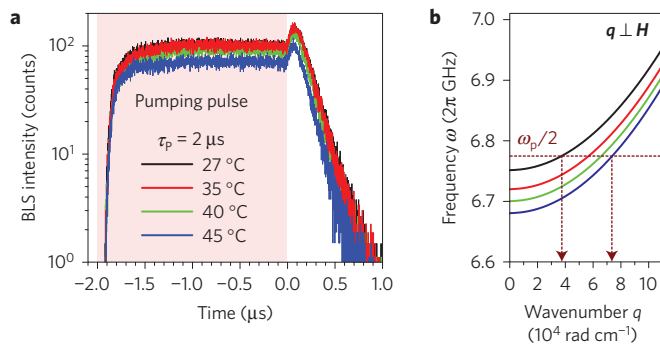 a
BLS intensity (counts)
10²
10¹
10⁰
Pumping pulse
τP = 2 μs
27 °C
35 °C
40 °C
45 °C
−2.0 −1.5 −1.0 −0.5 0.0 0.5 1.0
Time (μs)
b
Frequency ω (2π GHz)
7.0
6.9
6.8
6.7
6.6
q ⊥ H
ωp/2
0 2 4 6 8 10
Wavenumber q
(10⁴ rad cm⁻¹)